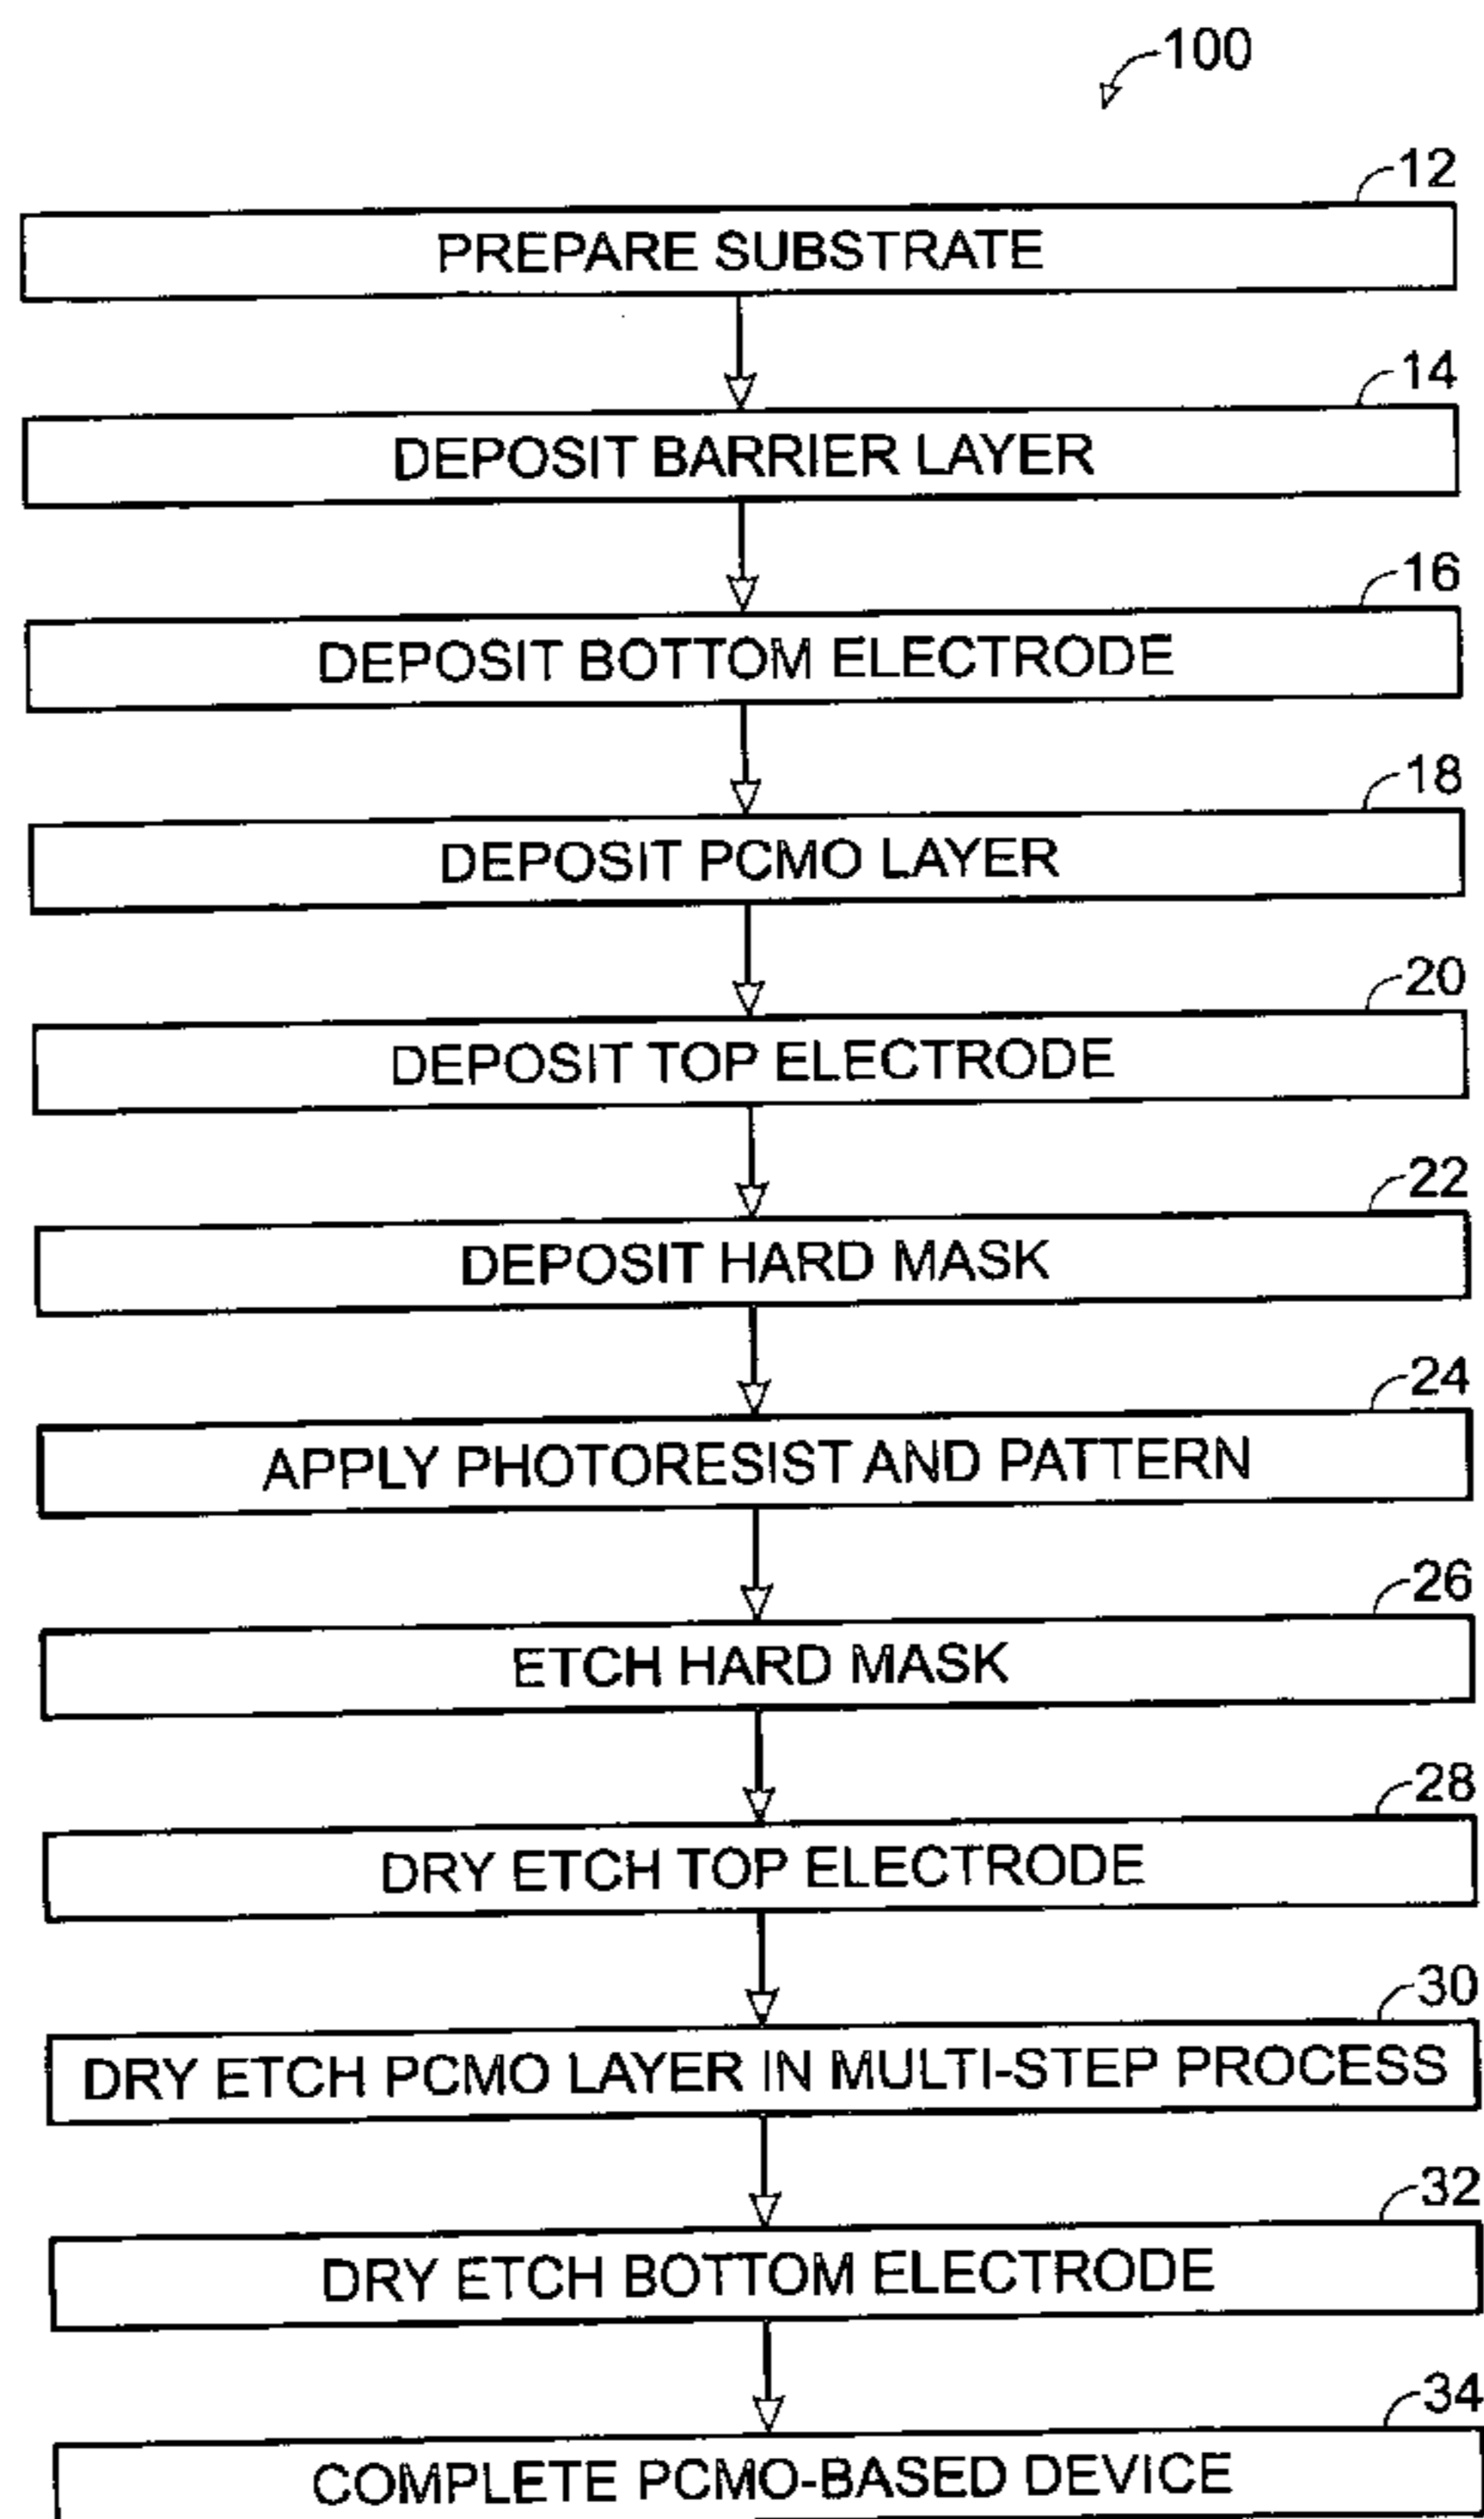 100
12
PREPARE SUBSTRATE
14
DEPOSIT BARRIER LAYER
16
DEPOSIT BOTTOM ELECTRODE
18
DEPOSIT PCMO LAYER
20
DEPOSIT TOP ELECTRODE
22
DEPOSIT HARD MASK
24
APPLY PHOTORESIST AND PATTERN
26
ETCH HARD MASK
28
DRY ETCH TOP ELECTRODE
30
DRY ETCH PCMO LAYER IN MULTI-STEP PROCESS
32
DRY ETCH BOTTOM ELECTRODE
34
COMPLETE PCMO-BASED DEVICE